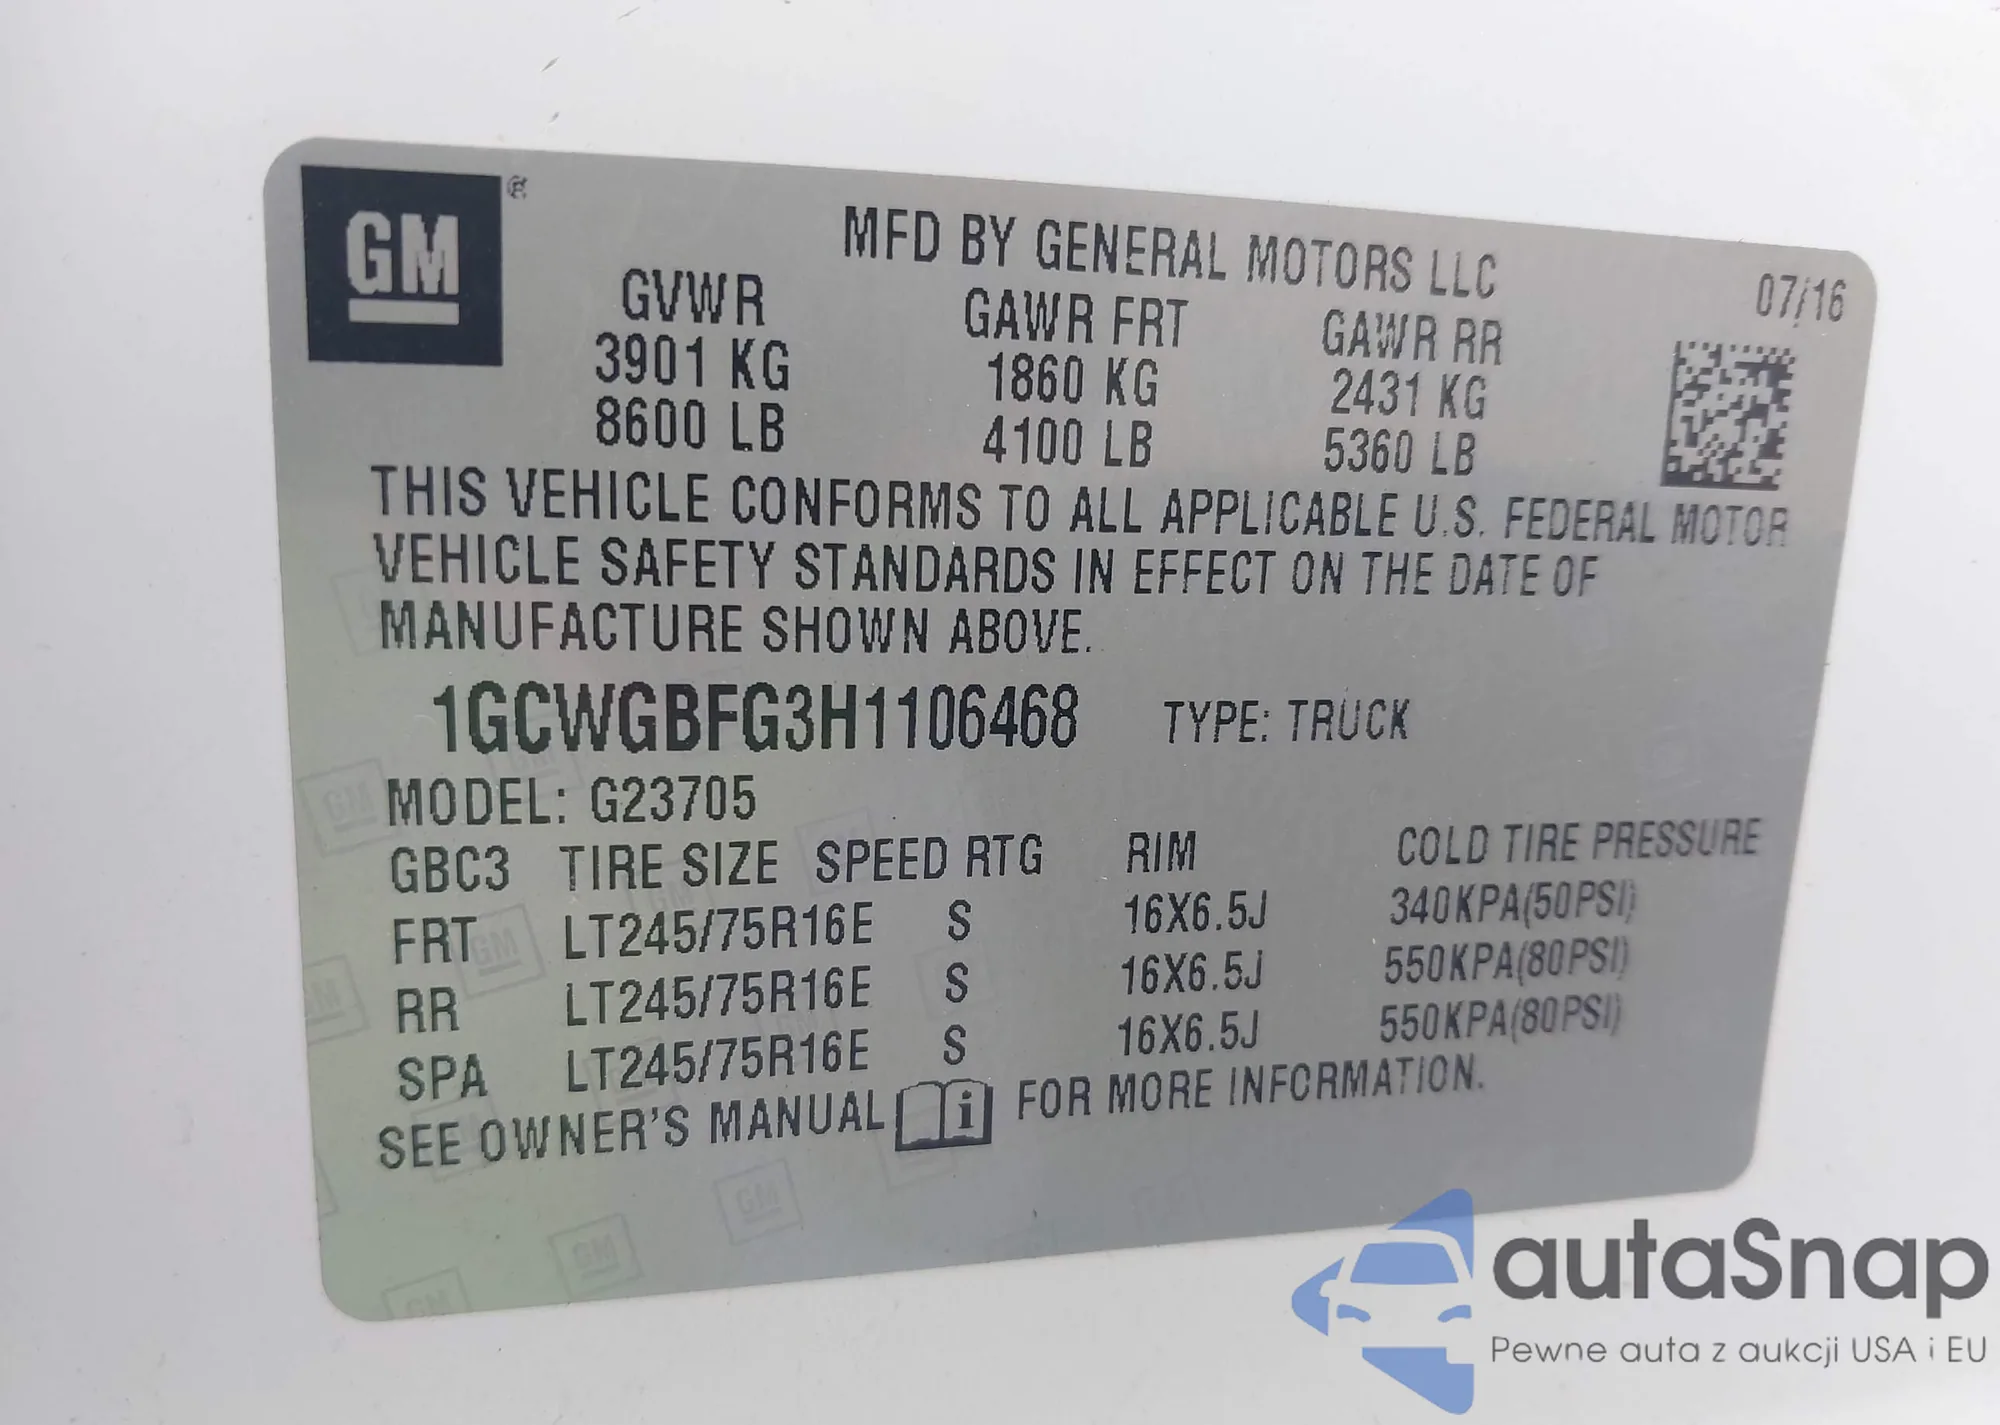 GM ®
MFD BY GENERAL MOTORS LLC
07/16
GVWR GAWR FRT GAWR RR
3901 KG 1860 KG 2431 KG
8600 LB 4100 LB 5360 LB
THIS VEHICLE CONFORMS TO ALL APPLICABLE U.S. FEDERAL MOTOR
VEHICLE SAFETY STANDARDS IN EFFECT ON THE DATE OF
MANUFACTURE SHOWN ABOVE.
1GCWGBFG3H1106468 TYPE: TRUCK
MODEL: G23705
GBC3 TIRE SIZE SPEED RTG RIM COLD TIRE PRESSURE
FRT LT245/75R16E S 16X6.5J 340KPA(50PSI)
RR LT245/75R16E S 16X6.5J 550KPA(80PSI)
SPA LT245/75R16E S 16X6.5J 550KPA(80PSI)
SEE OWNER'S MANUAL i FOR MORE INFORMATION.
autaSnap
Pewne auta z aukcji USA i EU